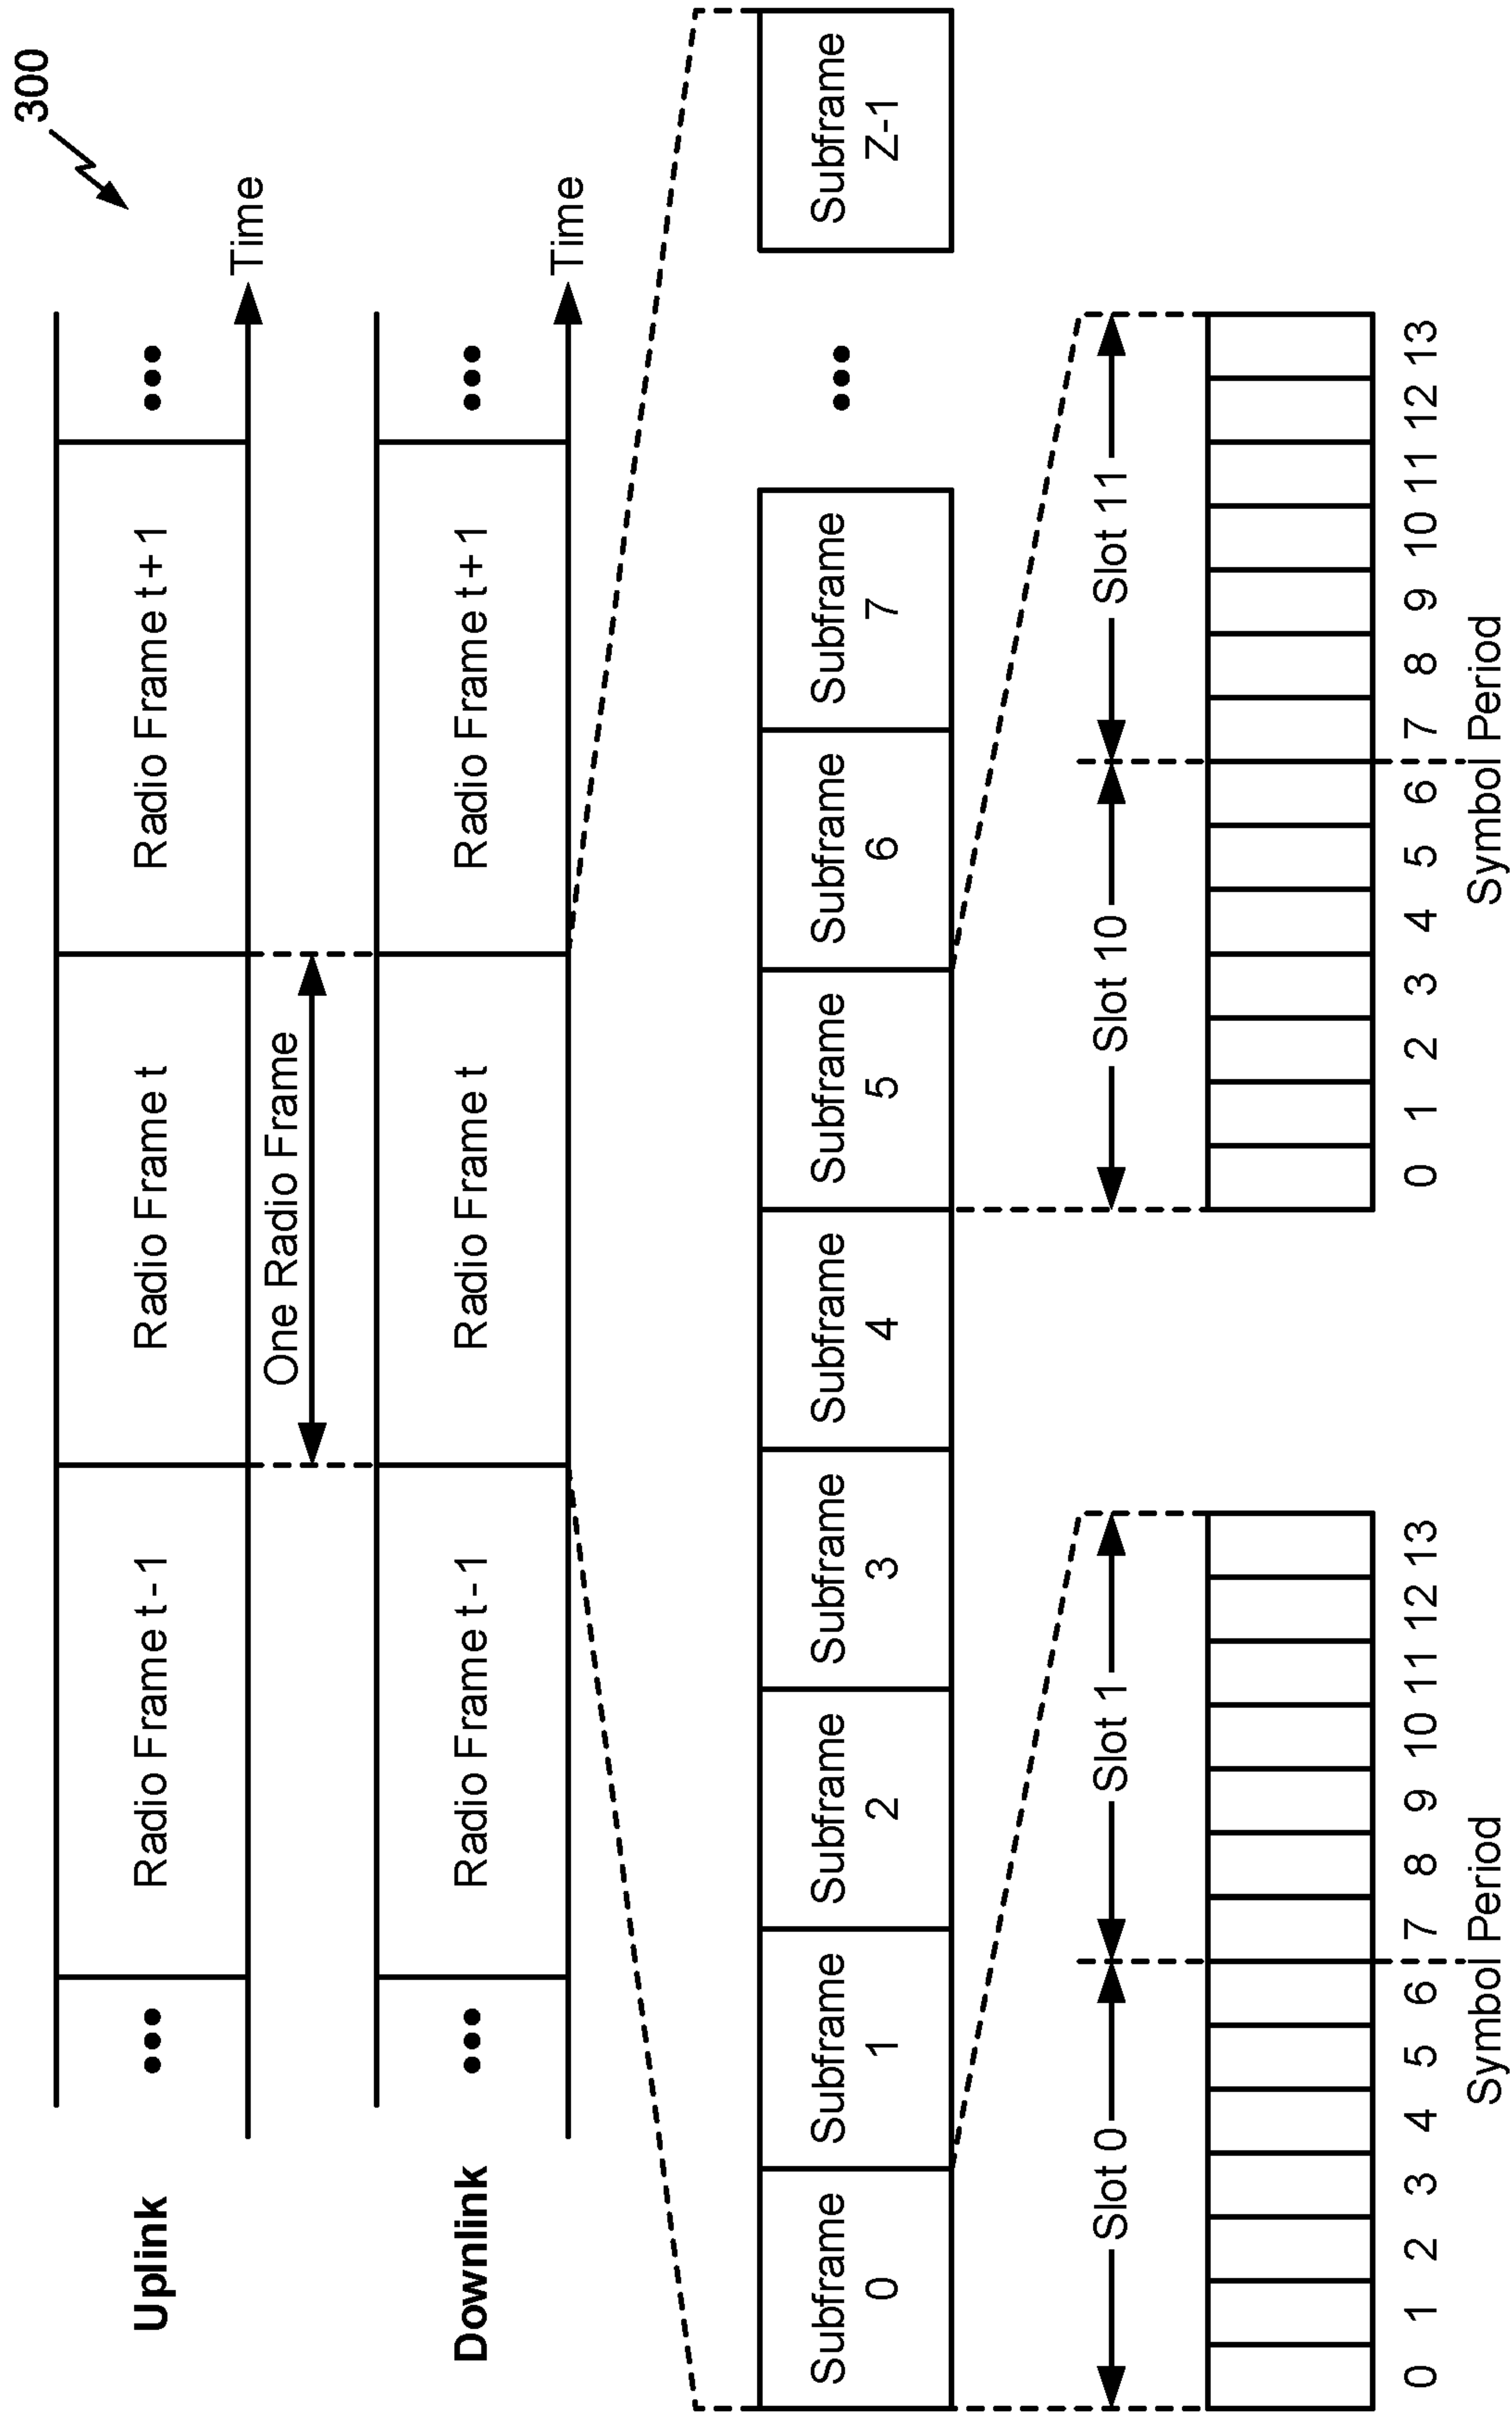 300
Uplink
•••
Radio Frame t-1
Radio Frame t
Radio Frame t+1
•••
Time
One Radio Frame
Downlink
•••
Radio Frame t-1
Radio Frame t
Radio Frame t+1
•••
Time
Subframe 0
Subframe 1
Subframe 2
Subframe 3
Subframe 4
Subframe 5
Subframe 6
Subframe 7
•••
Subframe Z-1
Slot 0
Slot 1
Slot 10
Slot 11
0 1 2 3 4 5 6 7 8 9 10 11 12 13
Symbol Period
0 1 2 3 4 5 6 7 8 9 10 11 12 13
Symbol Period